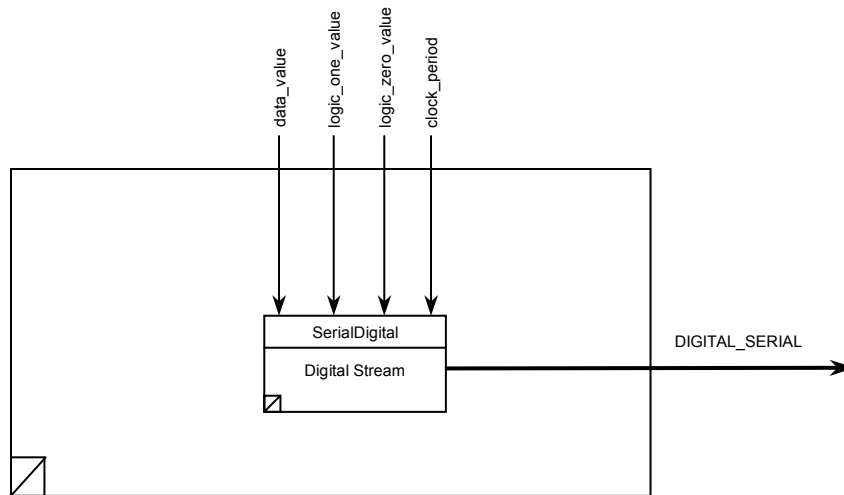 data_value
logic_one_value
logic_zero_value
clock_period
SerialDigital
Digital Stream
DIGITAL_SERIAL